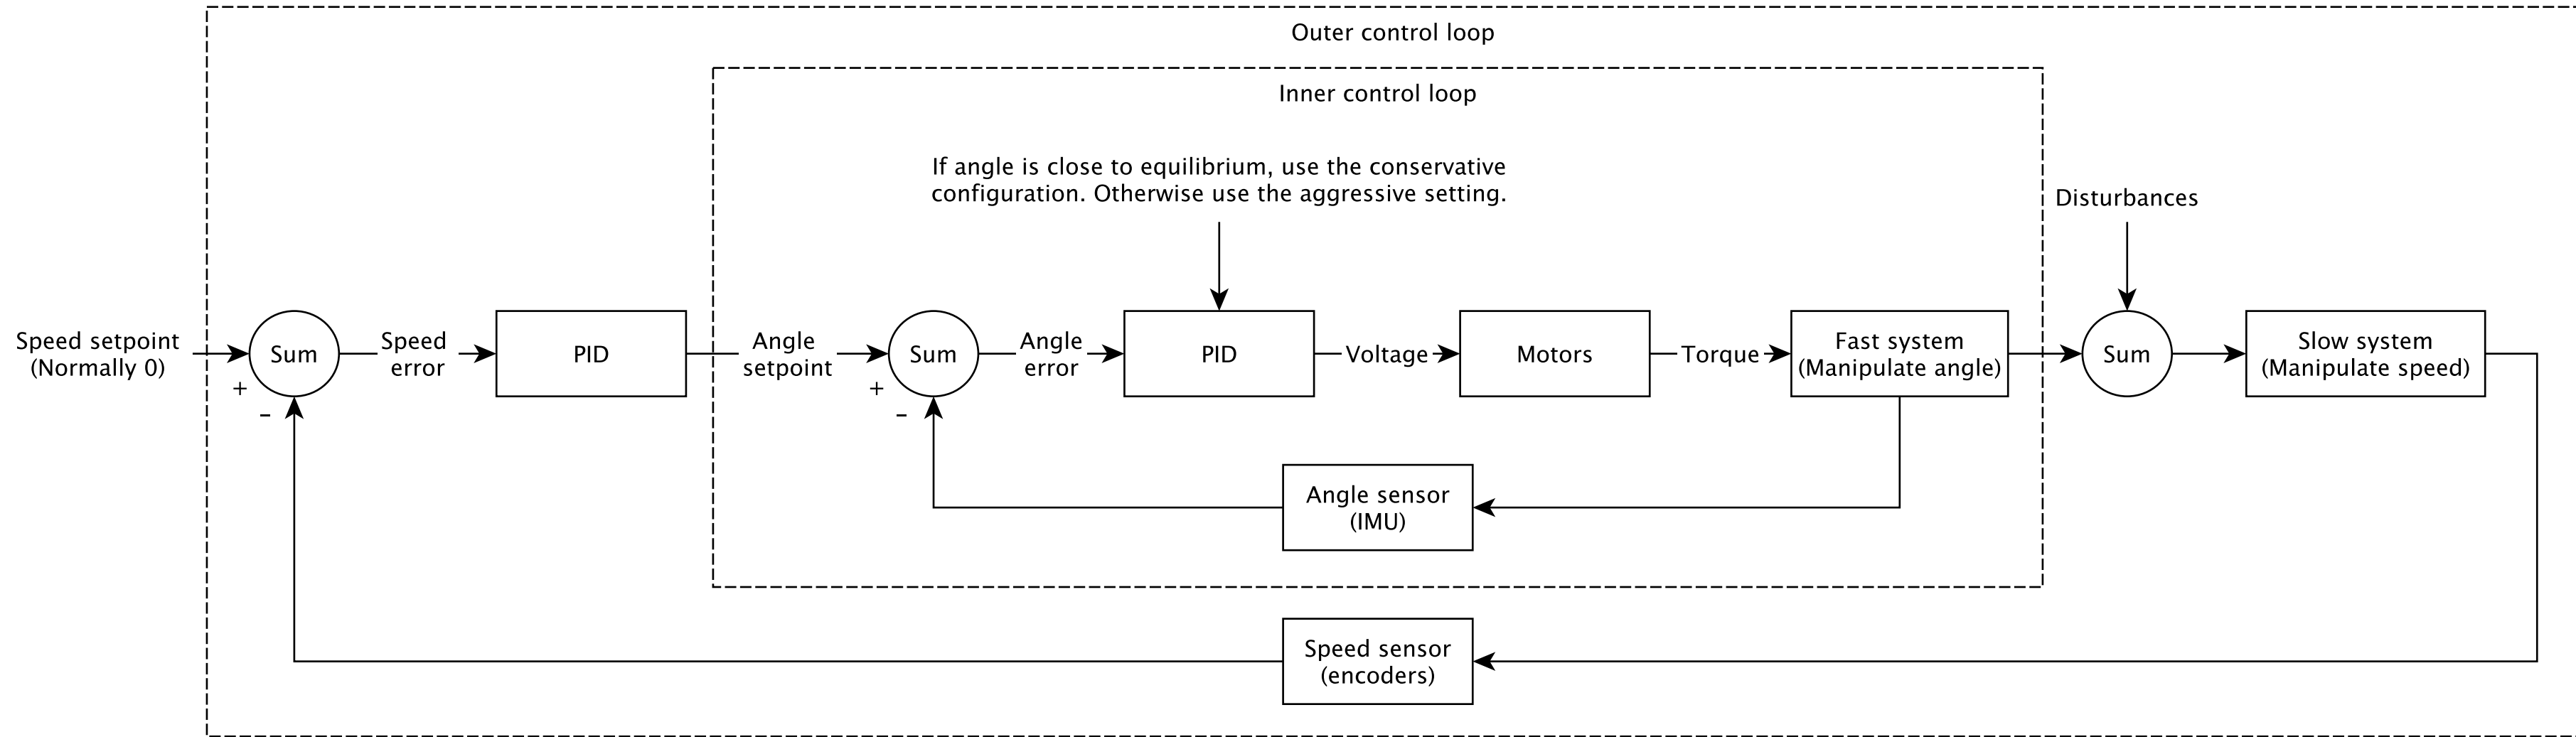 Outer control loop
Inner control loop
If angle is close to equilibrium, use the conservative
configuration. Otherwise use the aggressive setting.
Disturbances
Speed setpoint
(Normally 0)
+
–
Sum
Speed
error
PID
Angle
setpoint
+
–
Sum
Angle
error
PID
Voltage
Motors
Torque
Fast system
(Manipulate angle)
Sum
Slow system
(Manipulate speed)
Angle sensor
(IMU)
Speed sensor
(encoders)